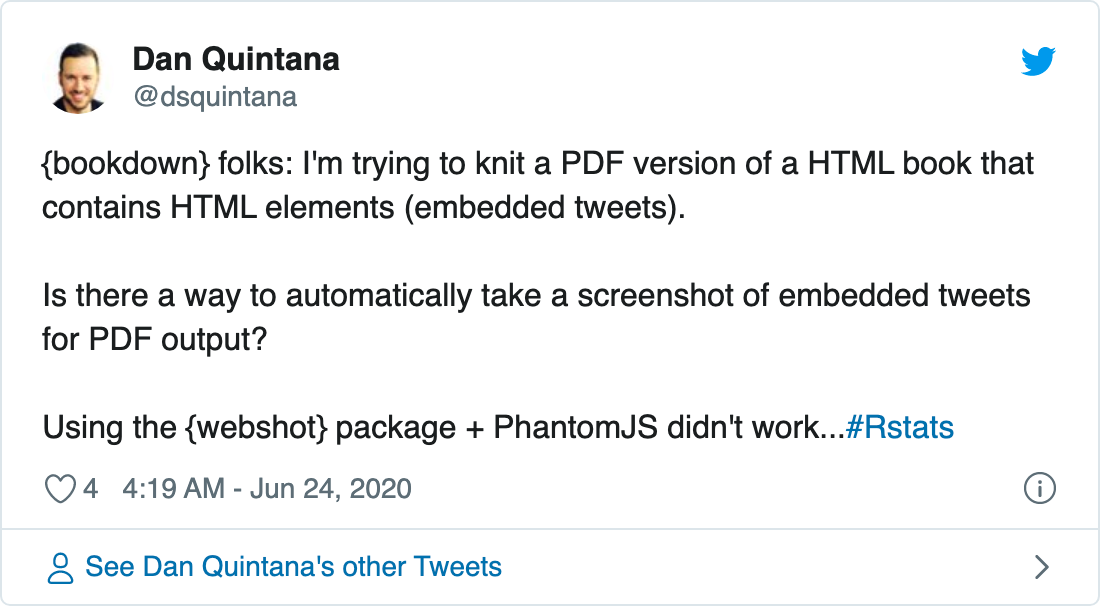 Dan Quintana
@dsquintana
{bookdown} folks: I'm trying to knit a PDF version of a HTML book that
contains HTML elements (embedded tweets).
Is there a way to automatically take a screenshot of embedded tweets
for PDF output?
Using the {webshot} package + PhantomJS didn't work...#Rstats
4 4:19 AM - Jun 24, 2020
See Dan Quintana's other Tweets